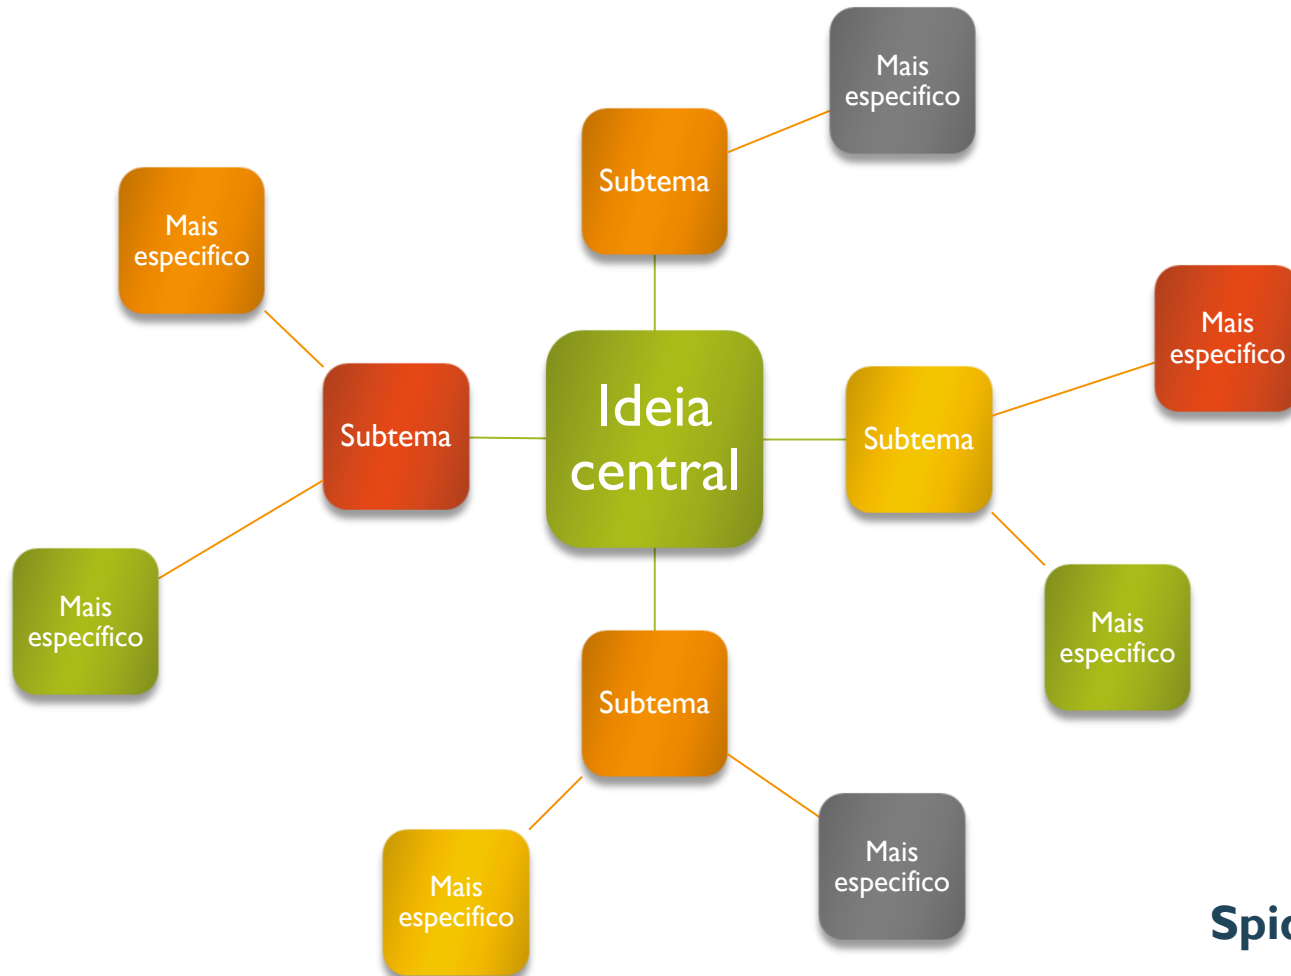 Mais
especifico
Subtema
Mais
especifico
Mais
especifico
Ideia
central
Subtema
Subtema
Mais
específico
Mais
especifico
Subtema
Mais
especifico
Mais
especifico